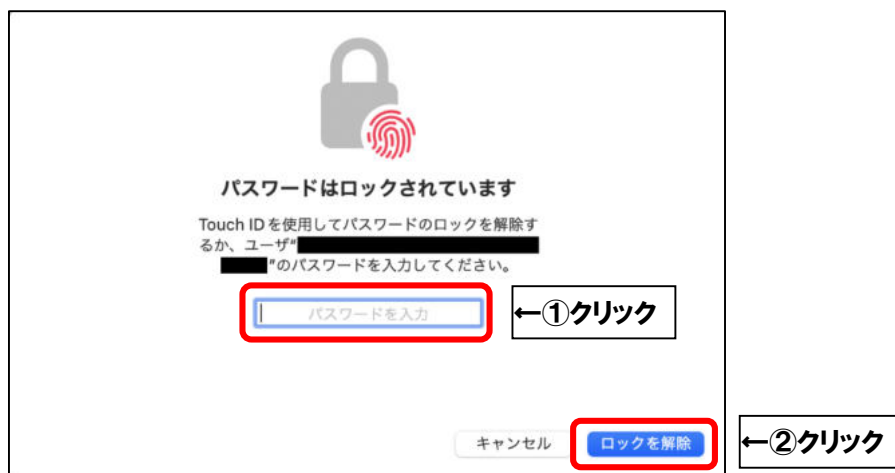 パスワードはロックされています
Touch IDを使用してパスワードのロックを解除す
るか、ユーザ"
"のパスワードを入力してください。
パスワードを入力
←①クリック
キャンセル
ロックを解除
←②クリック